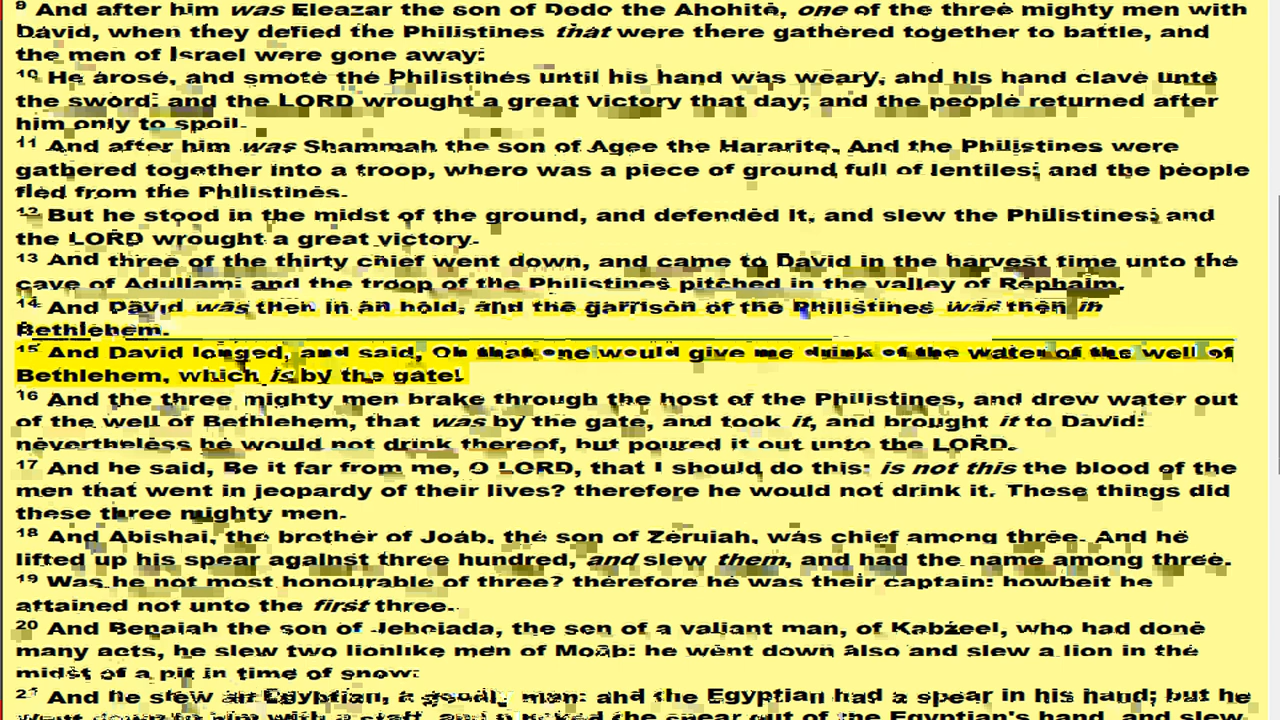 9 And after him was Eleazar the son of Dodo the Ahohite, one of the three mighty men with
David, when they defied the Philistines that were there gathered together to battle, and
the men of Israel were gone away:
10 He arose, and smote the Philistines until his hand was weary, and his hand clave unto
the sword: and the LORD wrought a great victory that day; and the people returned after
him only to spoil.
11 And after him was Shammah the son of Agee the Hararite. And the Philistines were
gathered together into a troop, where was a piece of ground full of lentiles: and the people
fled from the Philistines.
12 But he stood in the midst of the ground, and defended it, and slew the Philistines: and
the LORD wrought a great victory.
13 And three of the thirty chief went down, and came to David in the harvest time unto the
cave of Adullam: and the troop of the Philistines pitched in the valley of Rephaim.
14 And David was then in an hold, and the garrison of the Philistines was then in
Bethlehem.
15 And David longed, and said, Oh that one would give me drink of the water of the well of
Bethlehem, which is by the gate!
16 And the three mighty men brake through the host of the Philistines, and drew water out
of the well of Bethlehem, that was by the gate, and took it, and brought it to David:
nevertheless he would not drink thereof, but poured it out unto the LORD.
17 And he said, Be it far from me, O LORD, that I should do this: is not this the blood of the
men that went in jeopardy of their lives? therefore he would not drink it. These things did
these three mighty men.
18 And Abishai, the brother of Joab, the son of Zeruiah, was chief among three. And he
lifted up his spear against three hundred, and slew them, and had the name among three.
19 Was he not most honourable of three? therefore he was their captain: howbeit he
attained not unto the first three.
20 And Benaiah the son of Jehoiada, the son of a valiant man, of Kabzeel, who had done
many acts, he slew two lionlike men of Moab: he went down also and slew a lion in the
midst of a pit in time of snow:
21 And he slew an Egyptian, a goodly man: and the Egyptian had a spear in his hand; but he
went down to him with a staff, and plucked the spear out of the Egyptian's hand, and slew